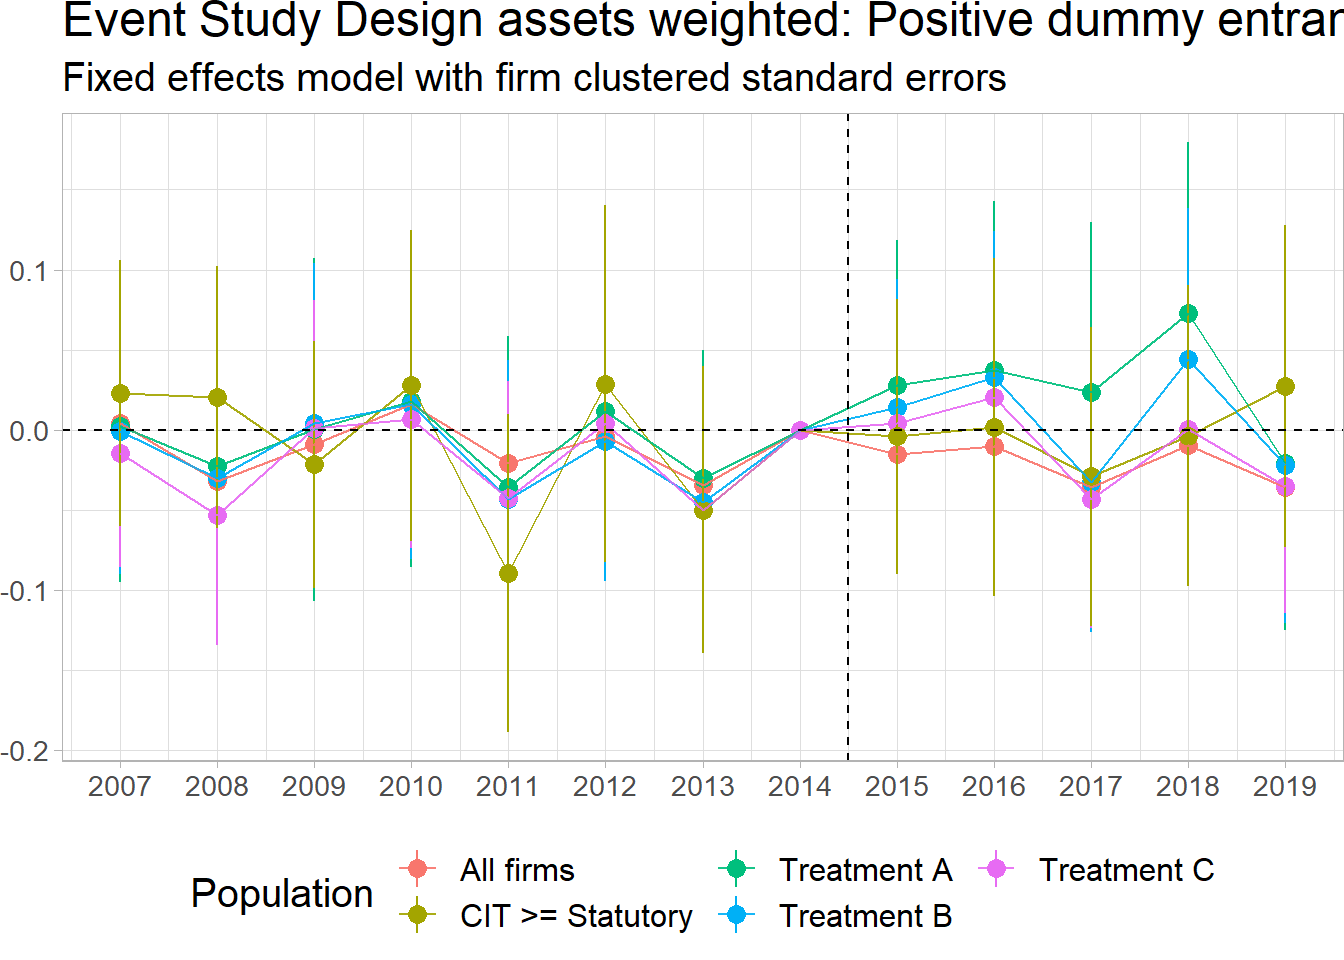 Event Study Design assets weighted: Positive dummy
Fixed effects model with firm clustered standard errors
0.1
0.0
-0.1
-0.2
2007 2008 2009 2010 2011 2012 2013 2014 2015 2016 2017 2018 2019
Population
All firms
CIT >= Statutory
Treatment A
Treatment B
Treatment C